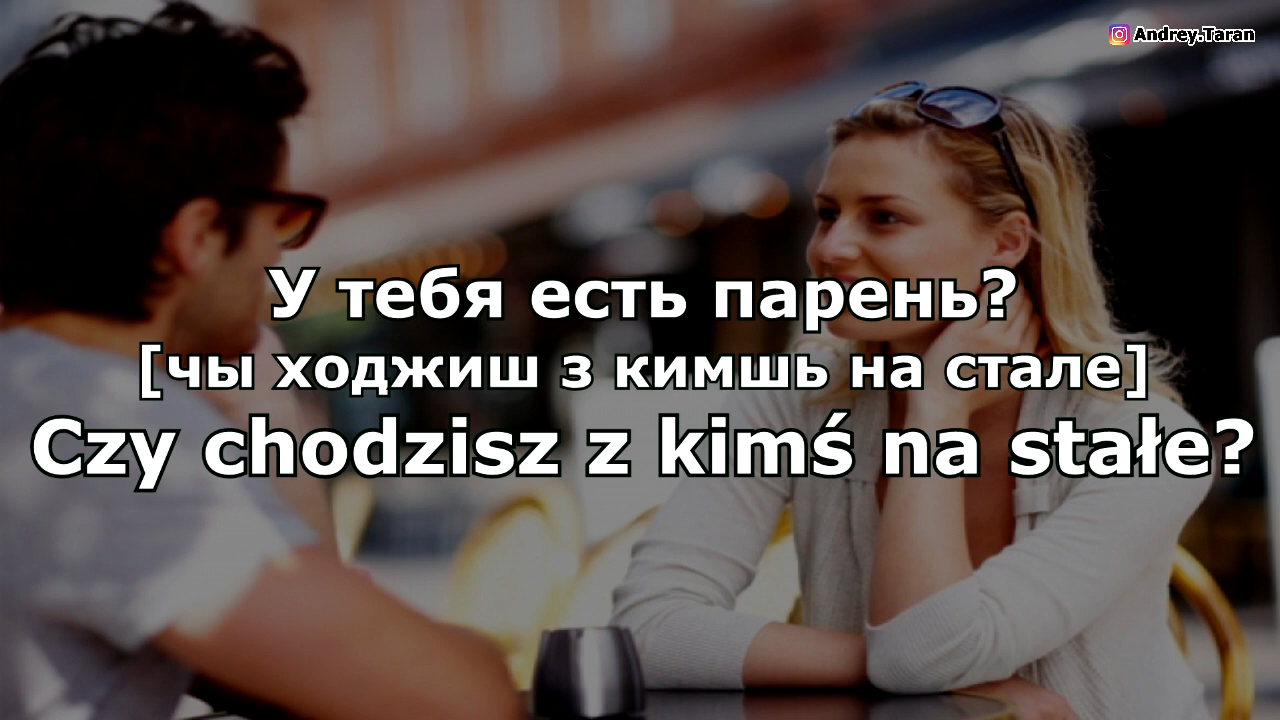 Andrey.Taran
У тебя есть парень?
[чы ходжиш з кимшь на стале]
Czy chodzisz z kimś na stałe?